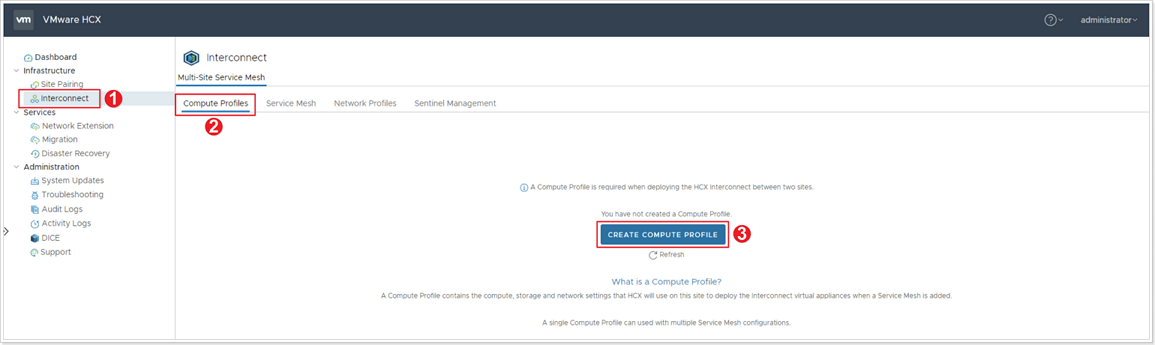 vm VMware HCX
administrator
Dashboard
Infrastructure
Site Pairing
Interconnect
1
Services
Network Extension
Migration
Disaster Recovery
Administration
System Updates
Troubleshooting
Audit Logs
Activity Logs
DICE
Support
Interconnect
Multi-Site Service Mesh
Compute Profiles Service Mesh Network Profiles Sentinel Management
2
A Compute Profile is required when deploying the HCX Interconnect between two sites.
You have not created a Compute Profile.
CREATE COMPUTE PROFILE 3
Refresh
What is a Compute Profile?
A Compute Profile contains the compute, storage and network settings that HCX will use on this site to deploy the Interconnect virtual appliances when a Service Mesh is added.
A single Compute Profile can used with multiple Service Mesh configurations.